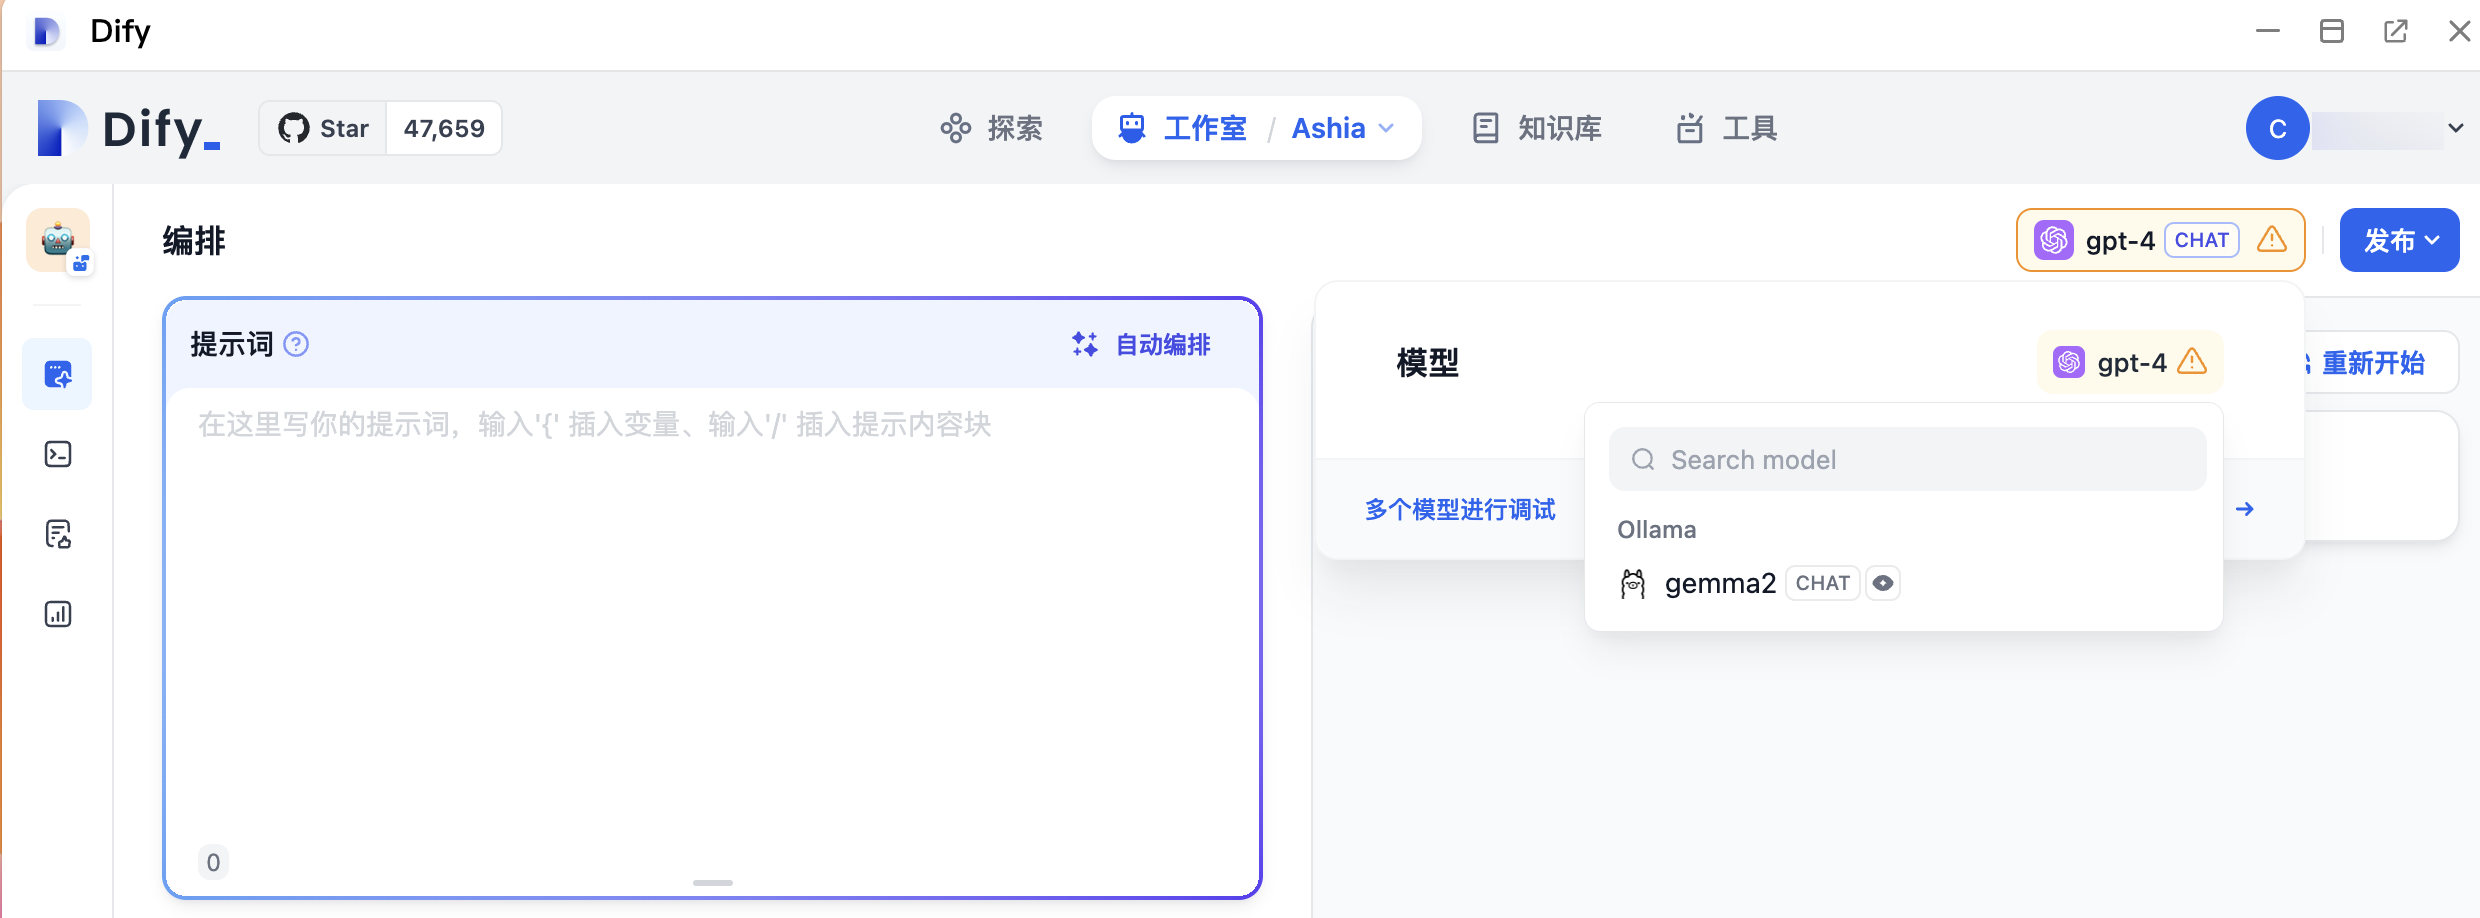 Dify
Dify_
Star 47,659
探索
工作室 / Ashia
知识库
工具
C
编排
gpt-4 CHAT
发布
提示词
自动编排
在这里写你的提示词，输入'{' 插入变量、输入'/' 插入提示内容块
0
模型
gpt-4
重新开始
Search model
多个模型进行调试
Ollama
gemma2 CHAT